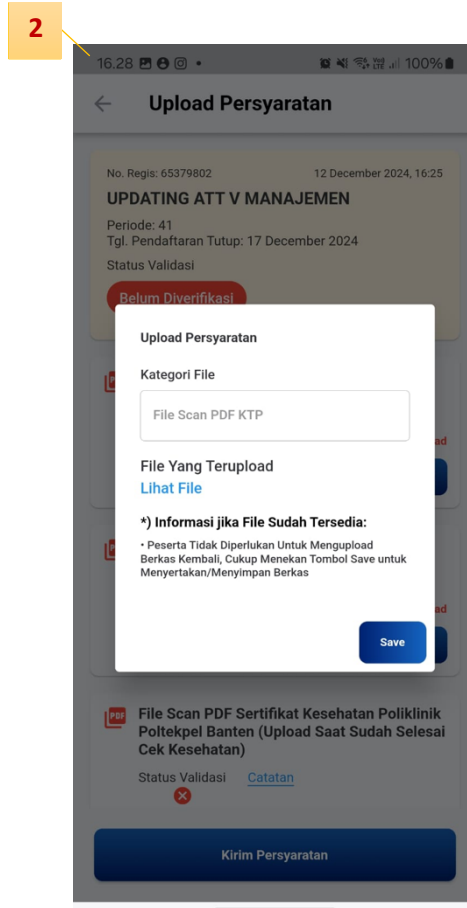 2
16.28
100%
Upload Persyaratan
No. Regis: 65379802 12 December 2024, 16:25
UPDATING ATT V MANAJEMEN
Periode: 41
Tgl. Pendaftaran Tutup: 17 December 2024
Status Validasi
Belum Diverifikasi
Upload Persyaratan
Kategori File
File Scan PDF KTP
ad
File Yang Terupload
Lihat File
*) Informasi jika File Sudah Tersedia:
• Peserta Tidak Diperlukan Untuk Mengupload
Berkas Kembali, Cukup Menekan Tombol Save untuk
Menyertakan/Menyimpan Berkas
ad
Save
PDF
File Scan PDF Sertifikat Kesehatan Poliklinik
Poltekpel Banten (Upload Saat Sudah Selesai
Cek Kesehatan)
Status Validasi Catatan
Kirim Persyaratan